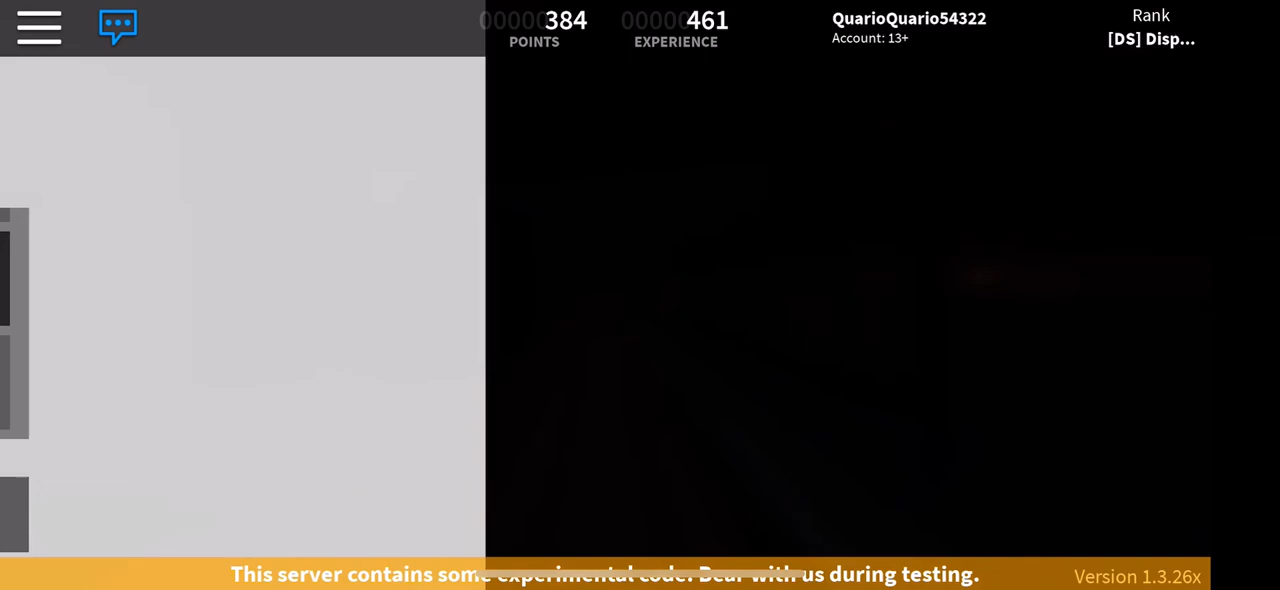 00000384
POINTS
00000461
EXPERIENCE
QuarioQuario54322
Account: 13+
Rank
[DS] Disp...
This server contains some experimental code. Bear with us during testing.
Version 1.3.26x